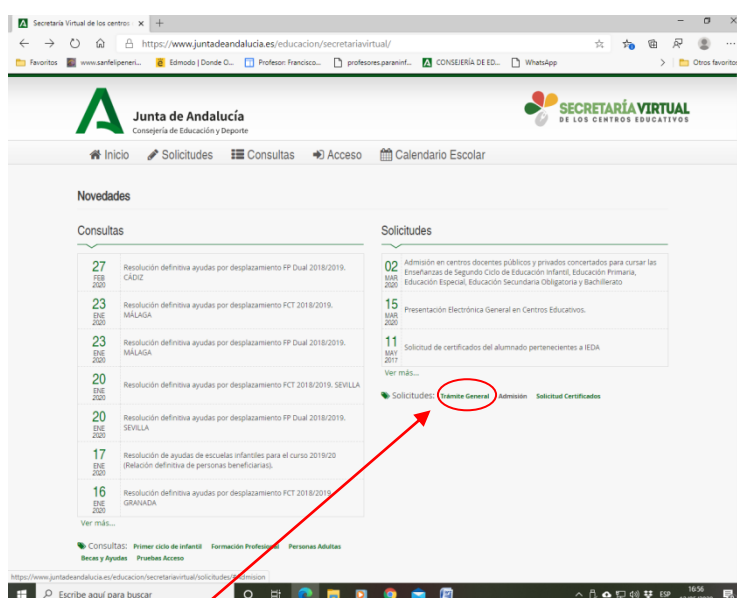 Secretaría Virtual de los centros
https://www.juntadeandalucia.es/educacion/secretariavirtual/
Favoritos
www.sanfelipeneri...
Edmodo | Donde O...
Profesor: Francisco...
profesores.paraninf...
CONSEJERÍA DE ED...
WhatsApp
Otros favoritos
Junta de Andalucía
Consejería de Educación y Deporte
SECRETARÍA VIRTUAL
DE LOS CENTROS EDUCATIVOS
Inicio Solicitudes Consultas Acceso Calendario Escolar
Novedades
Consultas
27 FEB 2020
Resolución definitiva ayudas por desplazamiento FP Dual 2018/2019.
CÁDIZ
23 ENE 2020
Resolución definitiva ayudas por desplazamiento FCT 2018/2019.
MÁLAGA
23 ENE 2020
Resolución definitiva ayudas por desplazamiento FP Dual 2018/2019.
MÁLAGA
20 ENE 2020
Resolución definitiva ayudas por desplazamiento FCT 2018/2019. SEVILLA
20 ENE 2020
Resolución definitiva ayudas por desplazamiento FP Dual 2018/2019.
SEVILLA
17 ENE 2020
Resolución de ayudas de escuelas infantiles para el curso 2019/20
(Relación definitiva de personas beneficiarias).
16 ENE 2020
Resolución definitiva ayudas por desplazamiento FCT 2018/2019.
GRANADA
Ver más...
Consultas: Primer ciclo de infantil Formación Profesional Personas Adultas
Becas y Ayudas Pruebas Acceso
Solicitudes
02 MAR 2020
Admisión en centros docentes públicos y privados concertados para cursar las
Enseñanzas de Segundo Ciclo de Educación Infantil, Educación Primaria,
Educación Especial, Educación Secundaria Obligatoria y Bachillerato
15 MAR 2020
Presentación Electrónica General en Centros Educativos.
11 MAY 2017
Solicitud de certificados del alumnado pertenecientes a IEDA
Ver más...
Solicitudes: Trámite General Admisión Solicitud Certificados
https://www.juntadeandalucia.es/educacion/secretariavirtual/solicitudes/#Admision
Escribe aquí para buscar
ESP
16:56